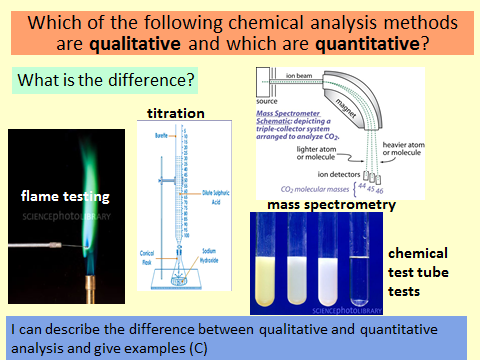 Which of the following chemical analysis methods
are qualitative and which are quantitative?
What is the difference?
titration
Burette
Dilute Sulphuric
Acid
Conical
Flask
Sodium
Hydroxide
flame testing
SCIENCEPHOTOLIBRARY
ion beam
source
magnet
Mass Spectrometer
Schematic: depicting a
triple-collector system
arranged to analyze CO₂.
lighter atom
or molecule
heavier atom
or molecule
ion detectors
CO₂ molecular masses { 44 45 46
mass spectrometry
chemical
test tube
tests
SCIENCEPHOTOLIBRARY
I can describe the difference between qualitative and quantitative
analysis and give examples (C)